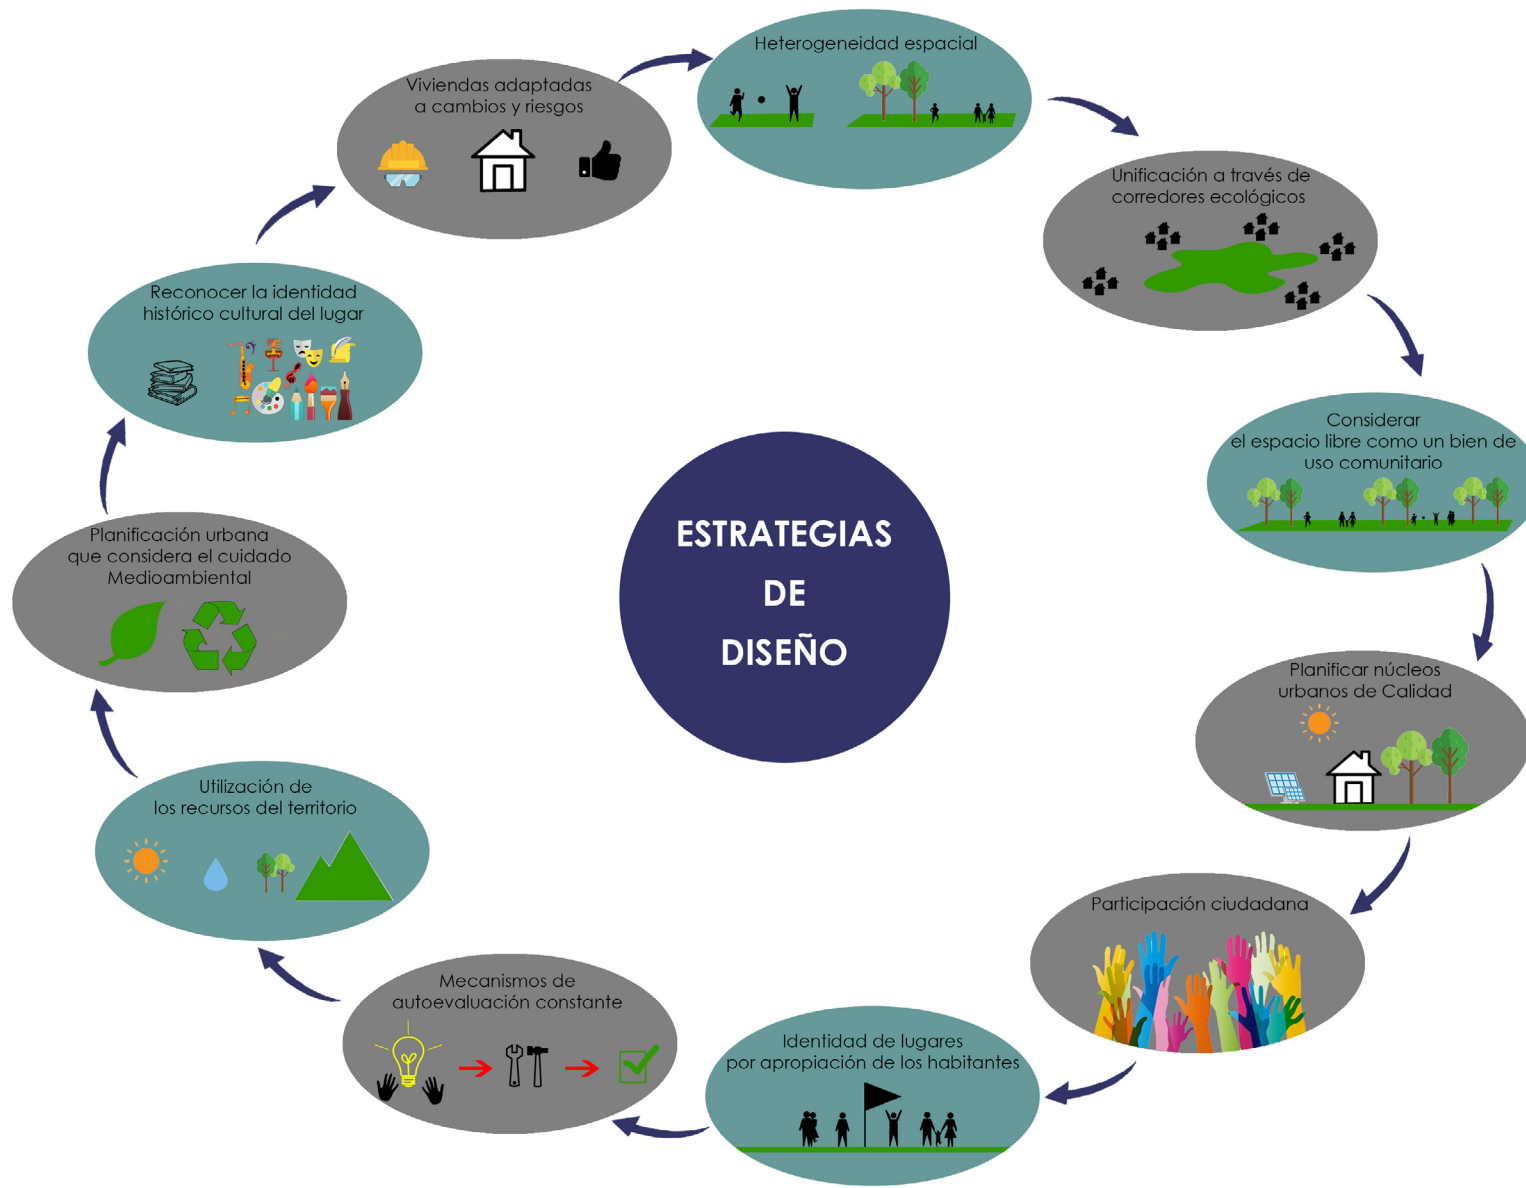 Heterogeneidad espacial
Unificación a través de
corredores ecológicos
Considerar
el espacio libre como un bien de
uso comunitario
Planificar núcleos
urbanos de Calidad
Participación ciudadana
Identidad de lugares
por apropiación de los habitantes
Mecanismos de
autoevaluación constante
Utilización de
los recursos del territorio
Planificación urbana
que considera el cuidado
Medioambiental
Reconocer la identidad
histórico cultural del lugar
Viviendas adaptadas
a cambios y riesgos
ESTRATEGIAS
DE
DISEÑO